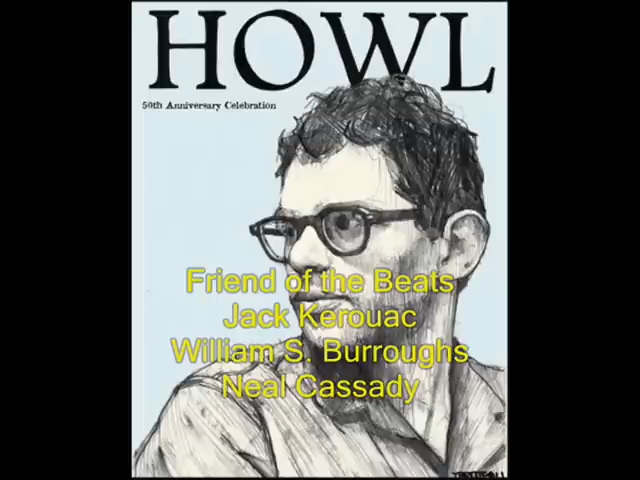 HOWL
50th Anniversary Celebration
Friend of the Beats
Jack Kerouac
William S. Burroughs
Neal Cassady